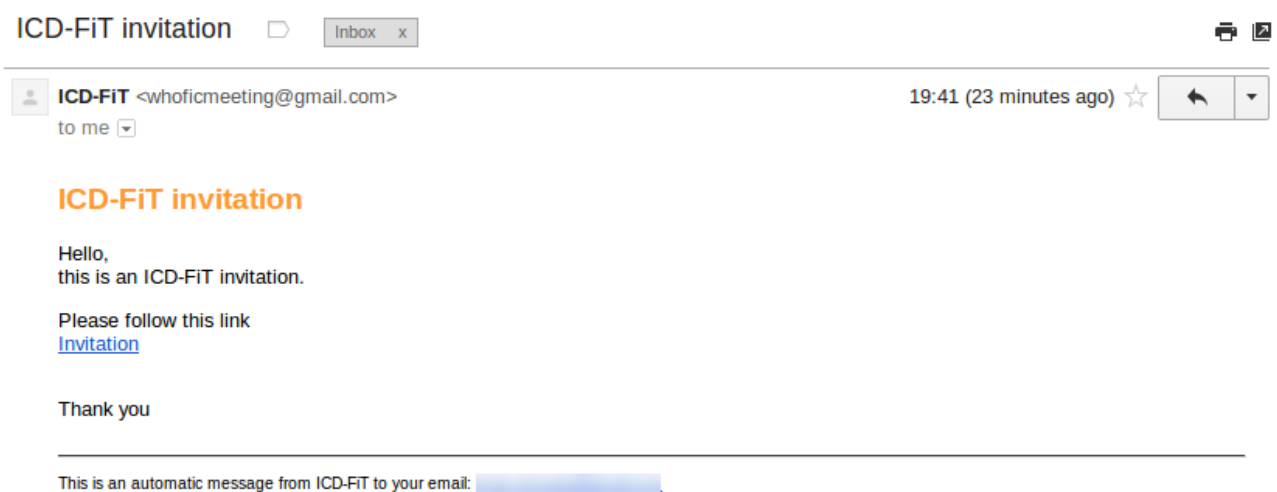 ICD-FiT invitation Inbox x
ICD-FiT <whoficmeeting@gmail.com> 19:41 (23 minutes ago)
to me
ICD-FiT invitation
Hello,
this is an ICD-FiT invitation.
Please follow this link
Invitation
Thank you
This is an automatic message from ICD-FiT to your email: